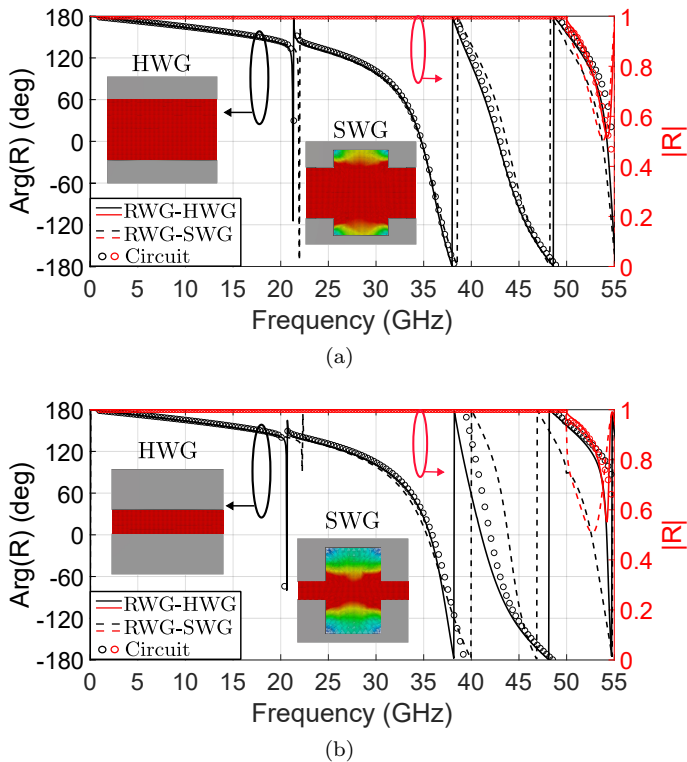 (a)
180
120
60
0
-60
-120
-180
Arg(R) (deg)
HWG
SWG
RWG-HWG
RWG-SWG
Circuit
1
0.8
0.6
0.4
0.2
0
|R|
0 5 10 15 20 25 30 35 40 45 50 55
Frequency (GHz)
(a)
180
120
60
0
-60
-120
-180
Arg(R) (deg)
HWG
SWG
RWG-HWG
RWG-SWG
Circuit
1
0.8
0.6
0.4
0.2
0
|R|
0 5 10 15 20 25 30 35 40 45 50 55
Frequency (GHz)
(b)